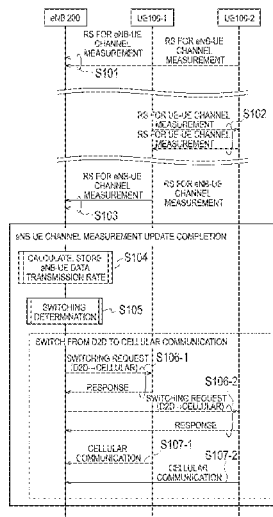 eNB 200
UE100-1
UE100-2
RS FOR eNB-UE
CHANNEL
MEASUREMENT
RS FOR eNB-UE
CHANNEL
MEASUREMENT
S101
RS FOR UE-UE CHANNEL
MEASUREMENT
S102
RS FOR UE-UE CHANNEL
MEASUREMENT
RS FOR eNB-UE
CHANNEL
MEASUREMENT
RS FOR eNB-UE
CHANNEL
MEASUREMENT
S103
eNB-UE CHANNEL MEASUREMENT UPDATE COMPLETION
CALCULATE, STORE
eNB-UE DATA
TRANSMISSION RATE
S104
SWITCHING
DETERMINATION
S105
SWITCH FROM D2D TO CELLULAR COMMUNICATION
SWITCHING REQUEST
(D2D→CELLULAR)
S106-1
RESPONSE
S106-2
SWITCHING REQUEST
(D2D→CELLULAR)
RESPONSE
CELLULAR
COMMUNICATION
S107-1
S107-2
CELLULAR
COMMUNICATION